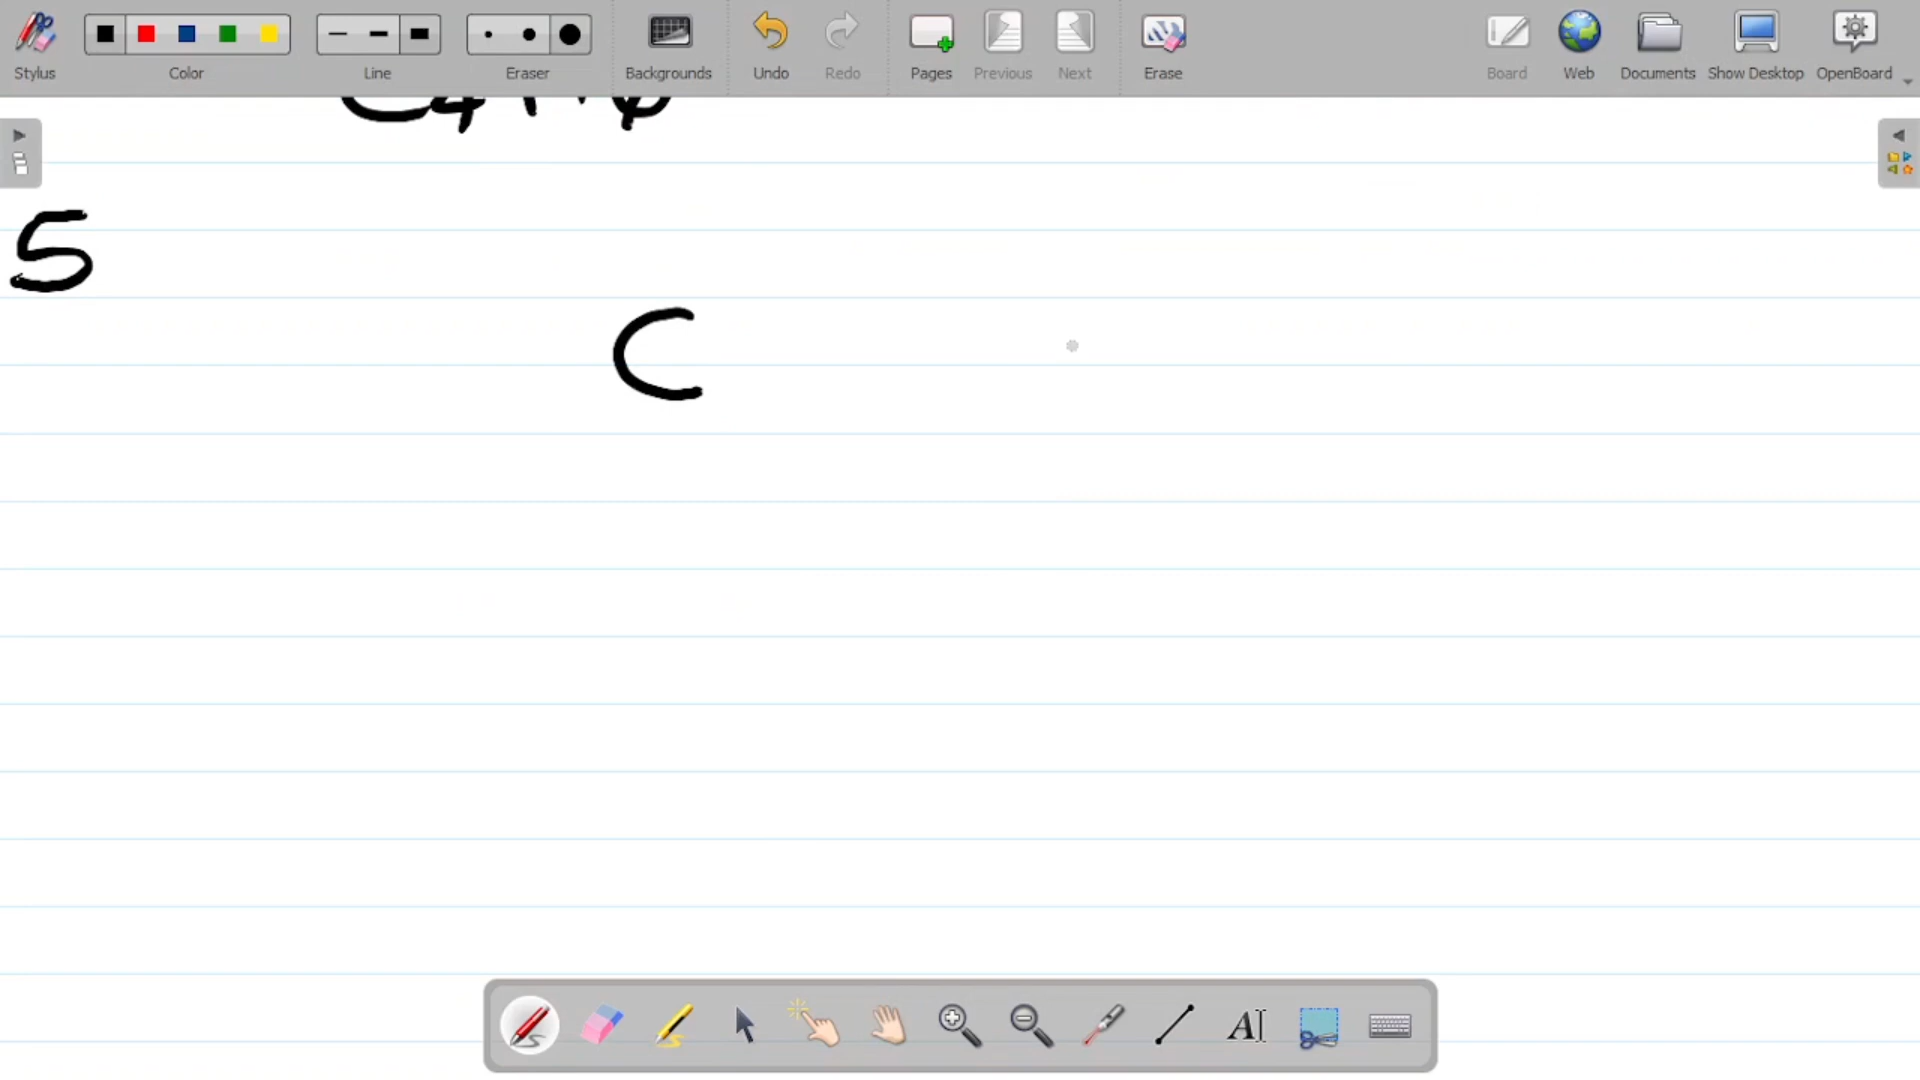 Stylus Color Line Eraser Backgrounds Undo Redo Pages Previous Next Erase Board Web Documents Show Desktop OpenBoard
5
C